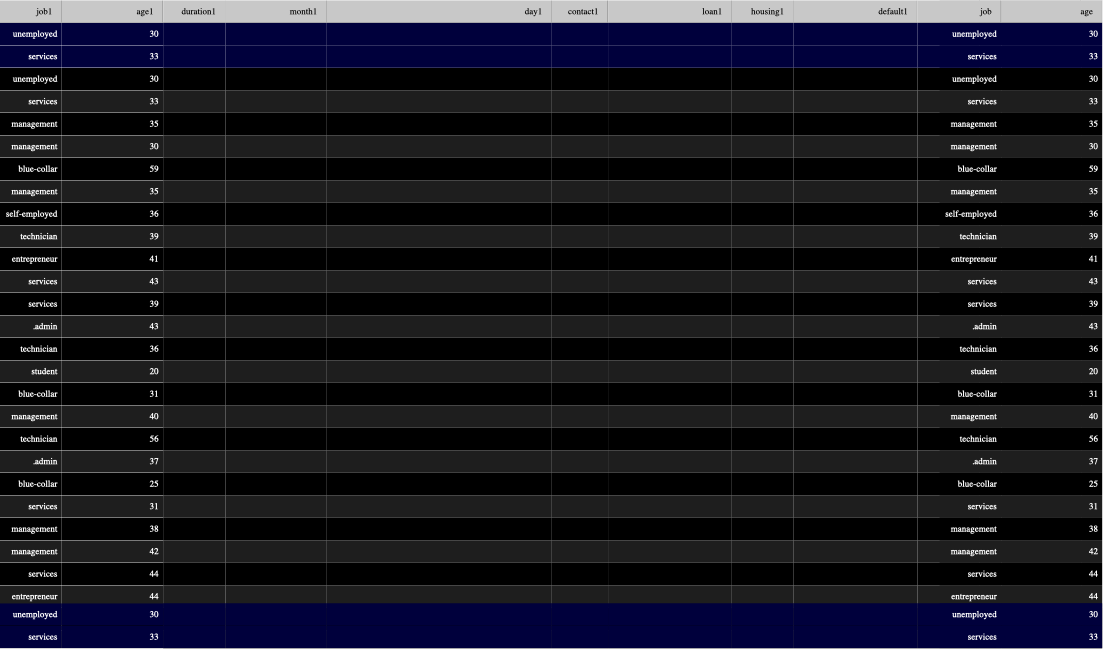 job1 age1 duration1 month1 day1 contact1 loan1 housing1 default1 job age
unemployed 30 unemployed 30
services 33 services 33
unemployed 30 unemployed 30
services 33 services 33
management 35 management 35
management 30 management 30
blue-collar 59 blue-collar 59
management 35 management 35
self-employed 36 self-employed 36
technician 39 technician 39
entrepreneur 41 entrepreneur 41
services 43 services 43
services 39 services 39
.admin 43 .admin 43
technician 36 technician 36
student 20 student 20
blue-collar 31 blue-collar 31
management 40 management 40
technician 56 technician 56
.admin 37 .admin 37
blue-collar 25 blue-collar 25
services 31 services 31
management 38 management 38
management 42 management 42
services 44 services 44
entrepreneur 44 entrepreneur 44
unemployed 30 unemployed 30
services 33 services 33